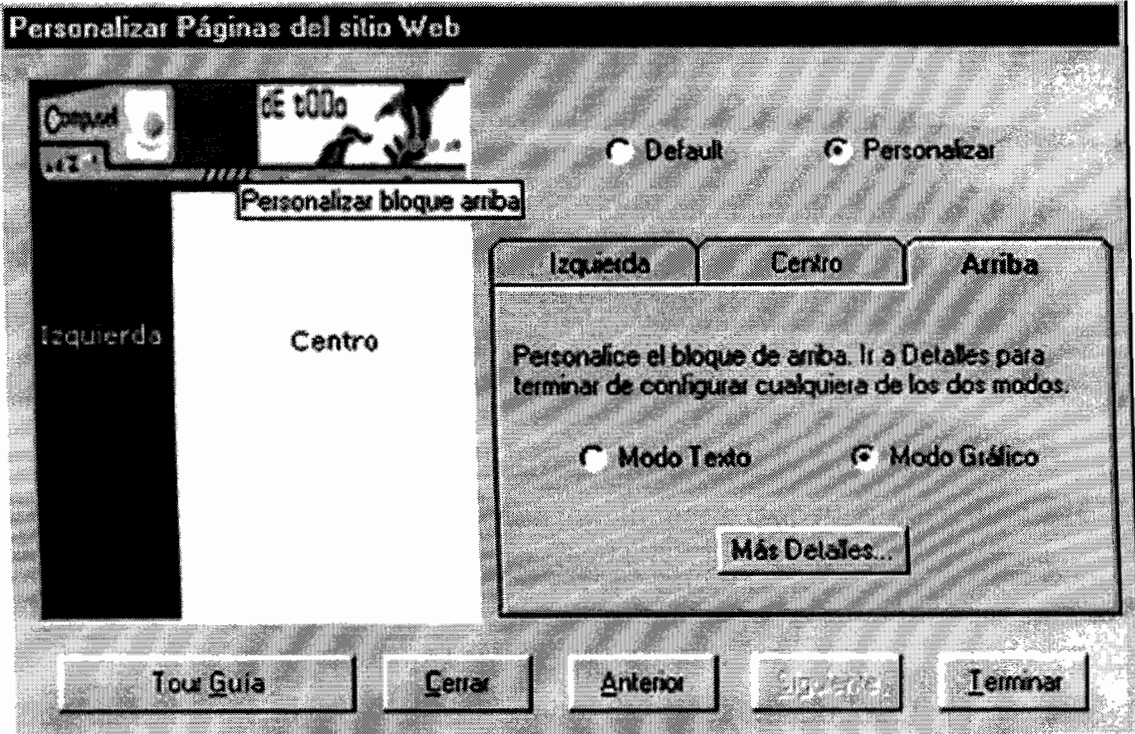 Personalizar Páginas del sitio Web
dE tOOo
Default
Personalizar
Personalizar bloque arriba
Izquierda
Centro
Arriba
Izquierda
Centro
Personalice el bloque de arriba. Ir a Detalles para
terminar de configurar cualquiera de los dos modos.
Modo Texto
Modo Gráfico
Más Detalles...
Tour Guía
Cerrar
Anterior
Siguiente
Terminar